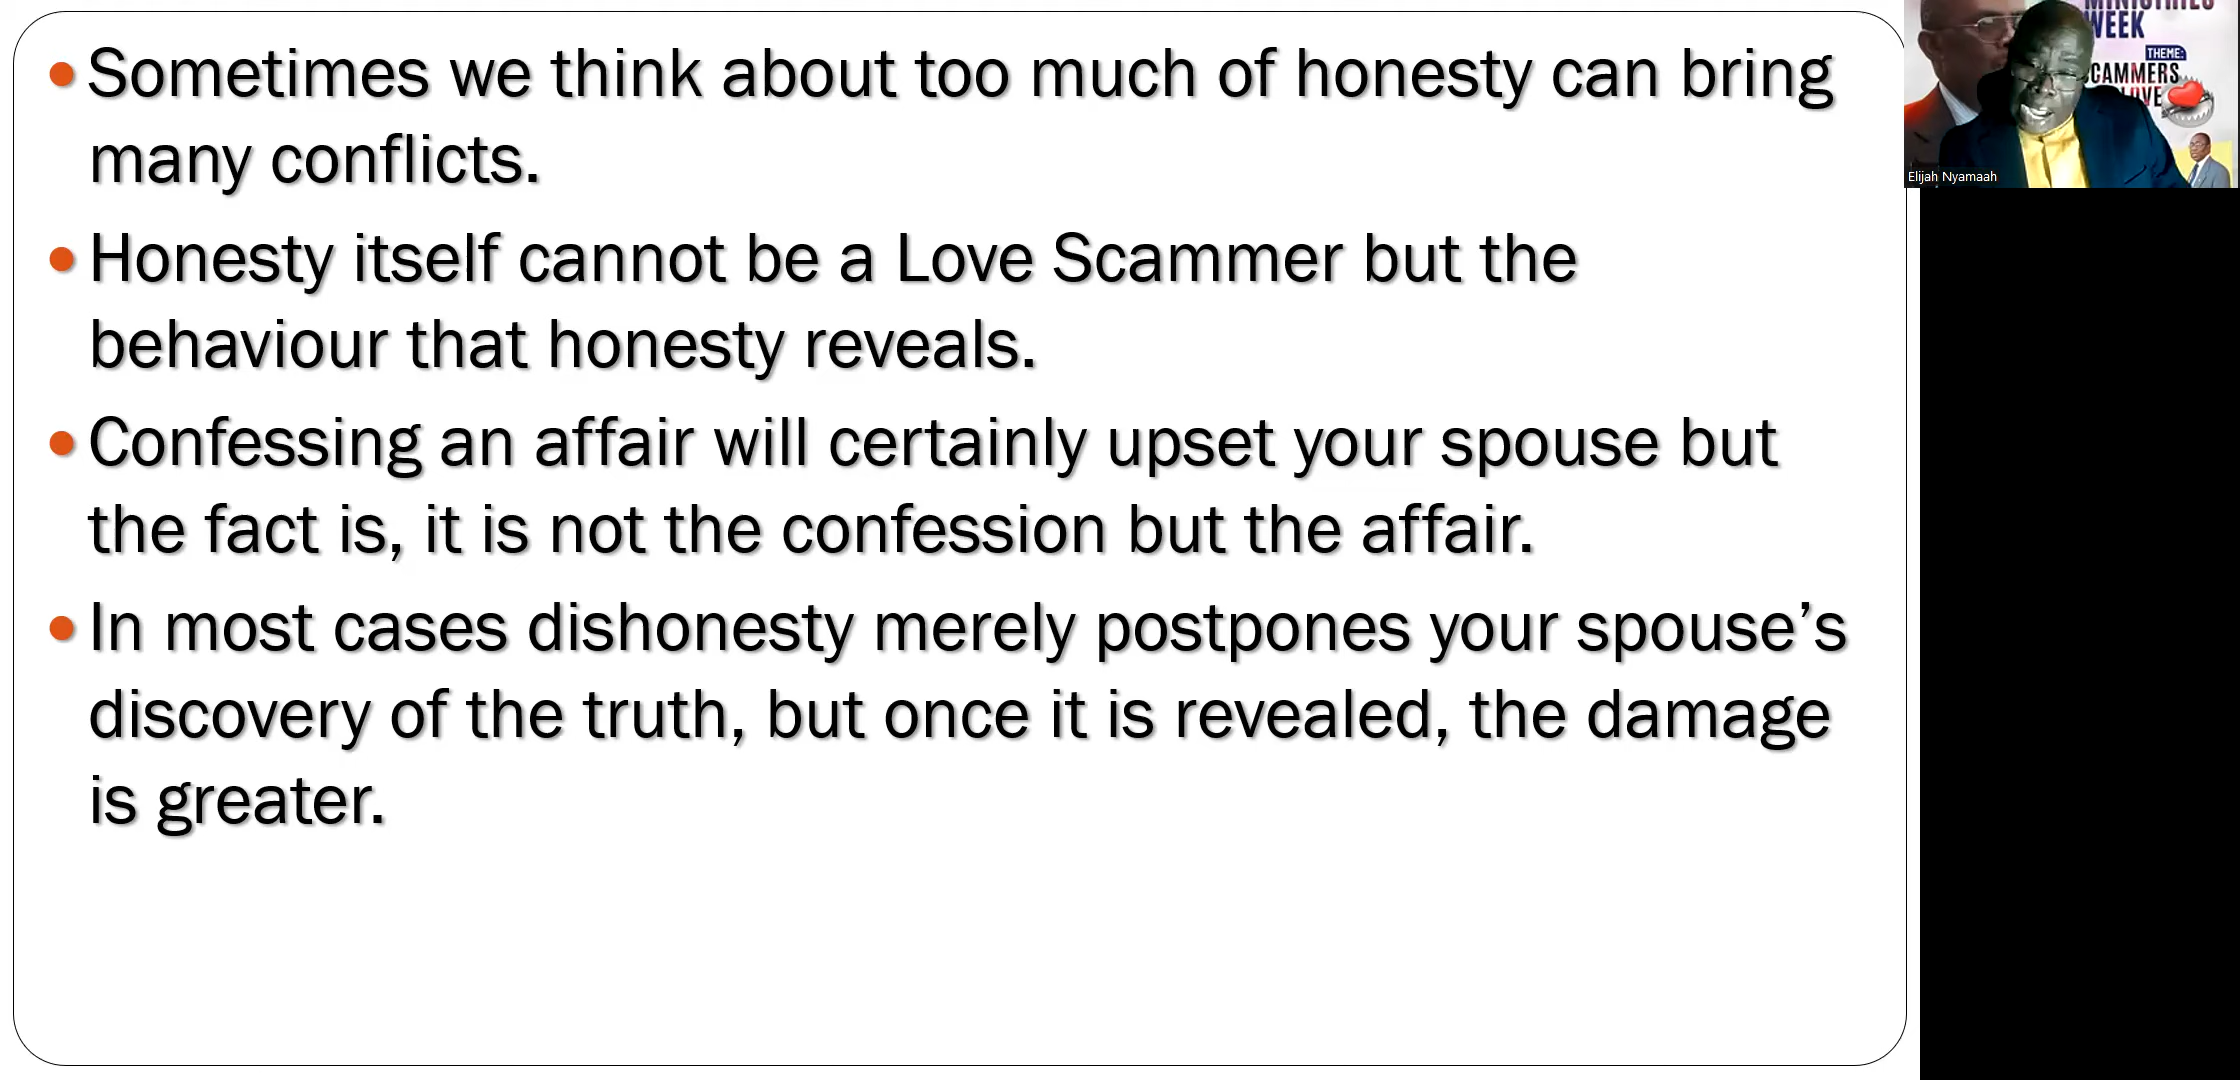 Sometimes we think about too much of honesty can bring
many conflicts.
Honesty itself cannot be a Love Scammer but the
behaviour that honesty reveals.
Confessing an affair will certainly upset your spouse but
the fact is, it is not the confession but the affair.
In most cases dishonesty merely postpones your spouse’s
discovery of the truth, but once it is revealed, the damage
is greater.
MINISTRIES
WEEK
THEME:
CAMMERS
LOVE
Elijah Nyamaah